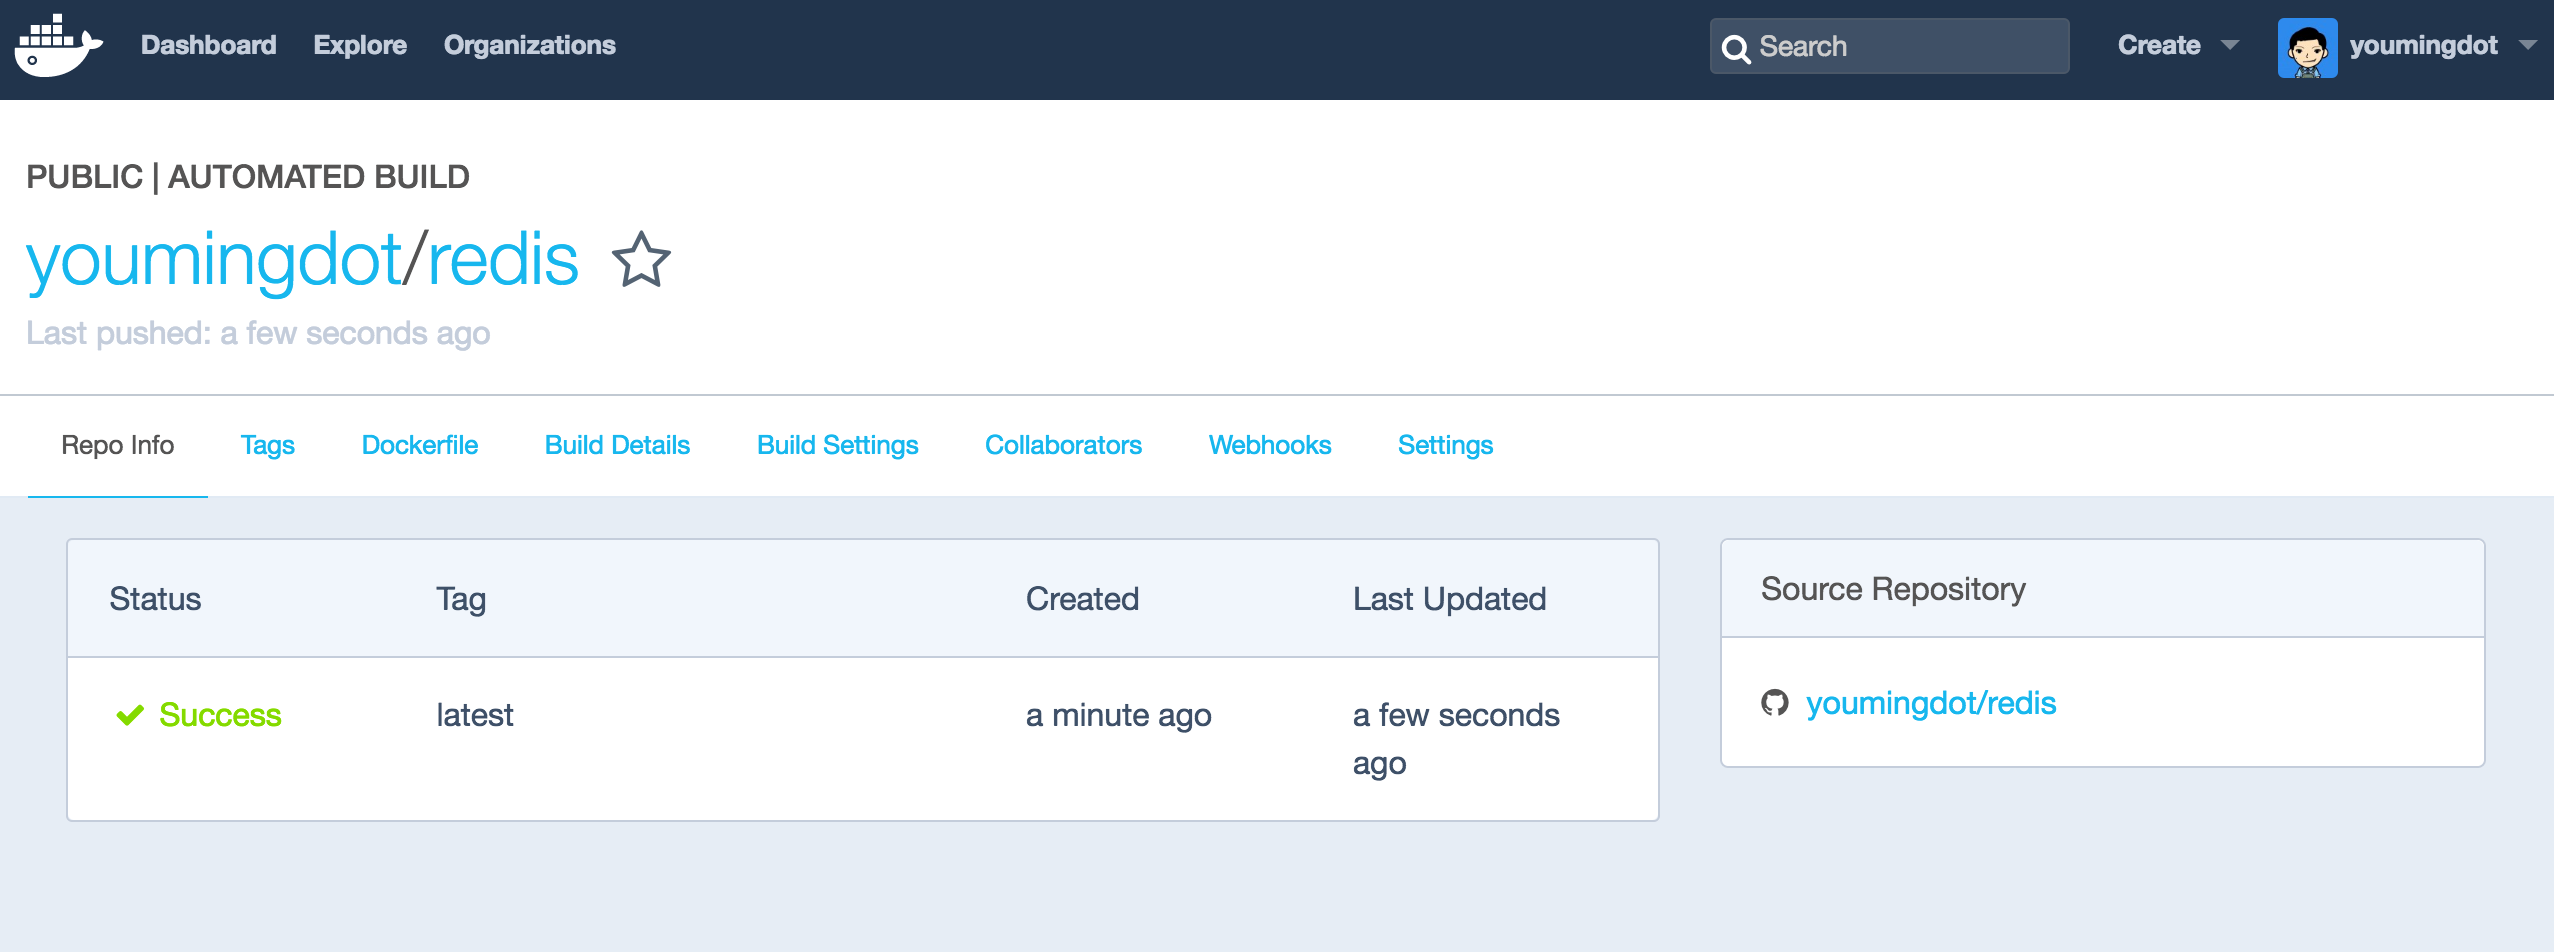 Dashboard Explore Organizations Search Create youmingdot
PUBLIC | AUTOMATED BUILD
youmingdot/redis
Last pushed: a few seconds ago
Repo Info Tags Dockerfile Build Details Build Settings Collaborators Webhooks Settings
Status Tag Created Last Updated
Success latest a minute ago a few seconds
ago
Source Repository
youmingdot/redis